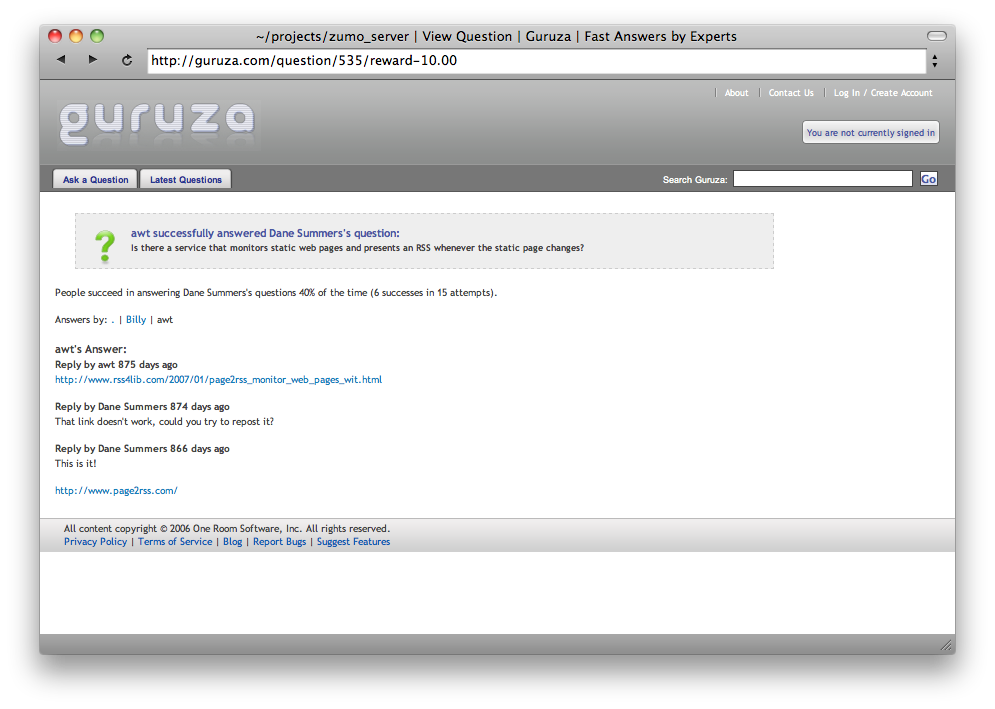 ~/projects/zumo_server | View Question | Guruza | Fast Answers by Experts
http://guruza.com/question/535/reward-10.00
| About | Contact Us | Log In / Create Account
guruza
You are not currently signed in
Ask a Question Latest Questions Search Guruza: Go
?
awt successfully answered Dane Summers's question:
Is there a service that monitors static web pages and presents an RSS whenever the static page changes?
People succeed in answering Dane Summers's questions 40% of the time (6 successes in 15 attempts).
Answers by: . | Billy | awt
awt's Answer:
Reply by awt 875 days ago
http://www.rss4lib.com/2007/01/page2rss_monitor_web_pages_wit.html
Reply by Dane Summers 874 days ago
That link doesn't work, could you try to repost it?
Reply by Dane Summers 866 days ago
This is it!
http://www.page2rss.com/
All content copyright © 2006 One Room Software, Inc. All rights reserved.
Privacy Policy | Terms of Service | Blog | Report Bugs | Suggest Features